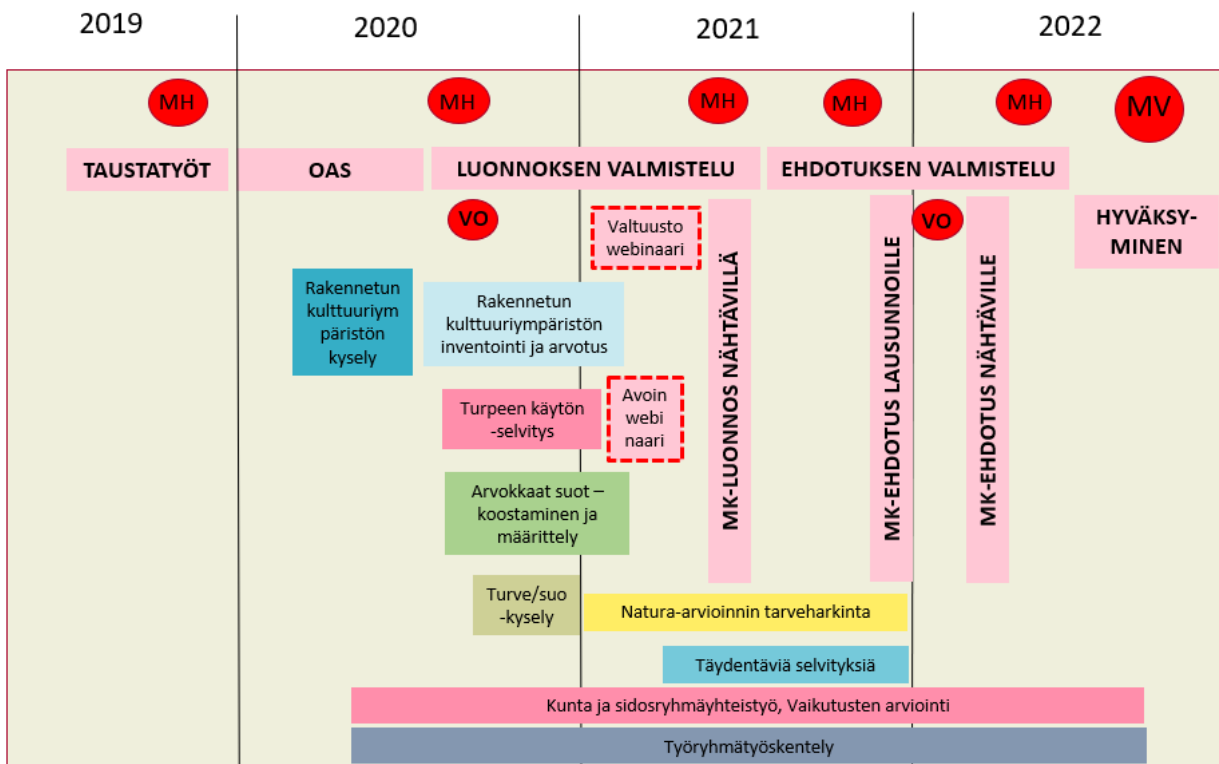 2019
2020
2021
2022
MH
MH
MH
MH
MH
MV
TAUSTATYÖT
OAS
LUONNOKSEN VALMISTELU
EHDOTUKSEN VALMISTELU
HYVÄKSY-
MINEN
VO
Valtuusto
webinaari
VO
MK-LUONNOS NÄHTÄVILLÄ
MK-EHDOTUS LAUSUNNOILLE
MK-EHDOTUS NÄHTÄVILLE
Rakennetun
kulttuuriym
päristön
kysely
Rakennetun
kulttuuriympäristön
inventointi ja arvotus
Turpeen käytön
-selvitys
Avoin
webi
naari
Arvokkaat suot –
koostaminen ja
määrittely
Turve/suo
-kysely
Natura-arvioinnin tarveharkinta
Täydentäviä selvityksiä
Kunta ja sidosryhmäyhteistyö, Vaikutusten arviointi
Työryhmätyöskentely